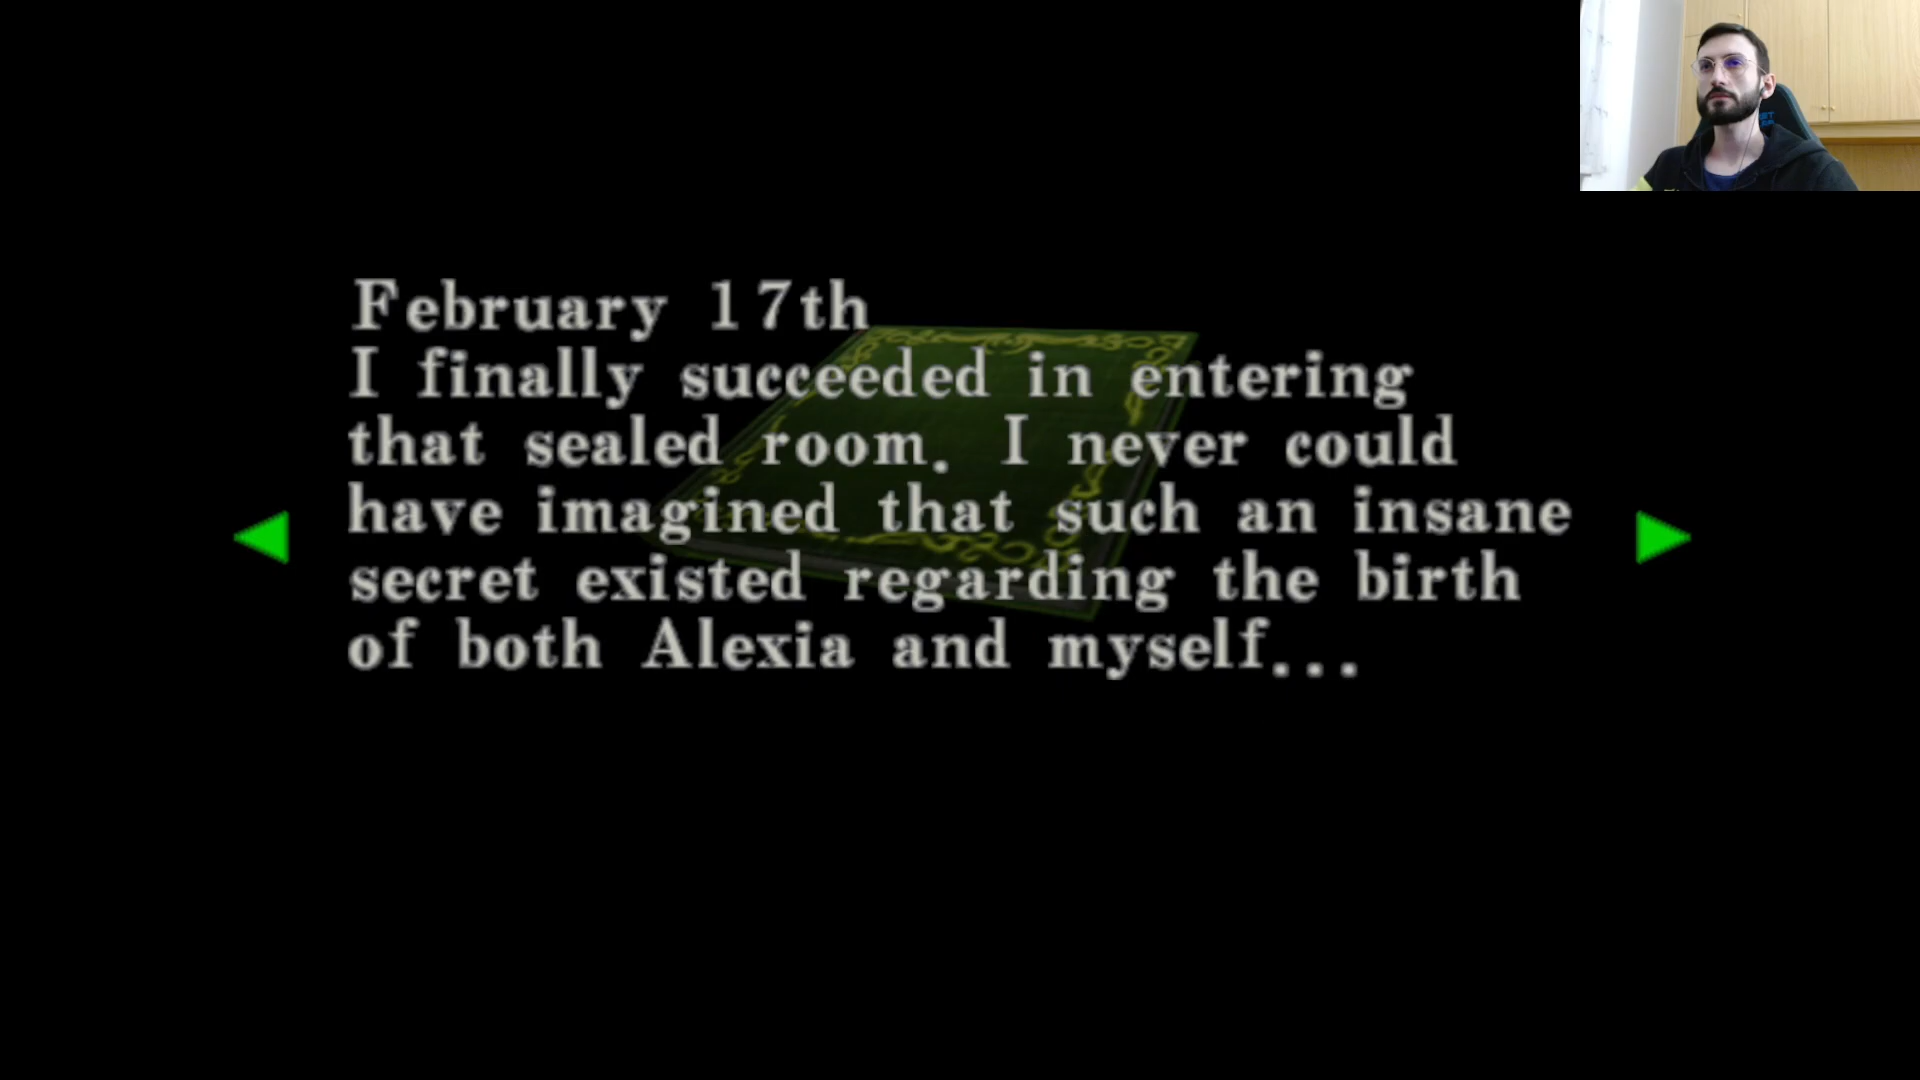 February 17th
I finally succeeded in entering
that sealed room. I never could
have imagined that such an insane
secret existed regarding the birth
of both Alexia and myself...